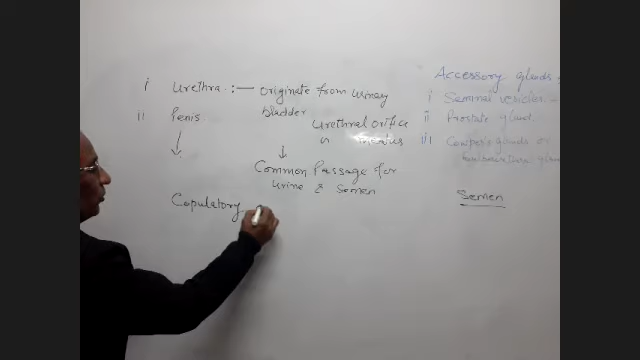 i Urethra :— Originate from Urinary
bladder
ii Penis
Urethral Orifice
Common Passage for
Urine & Semen
Copulatory
Accessory glands
i Seminal vesicles -
ii Prostate gland
iii Cowper's glands or
Semen